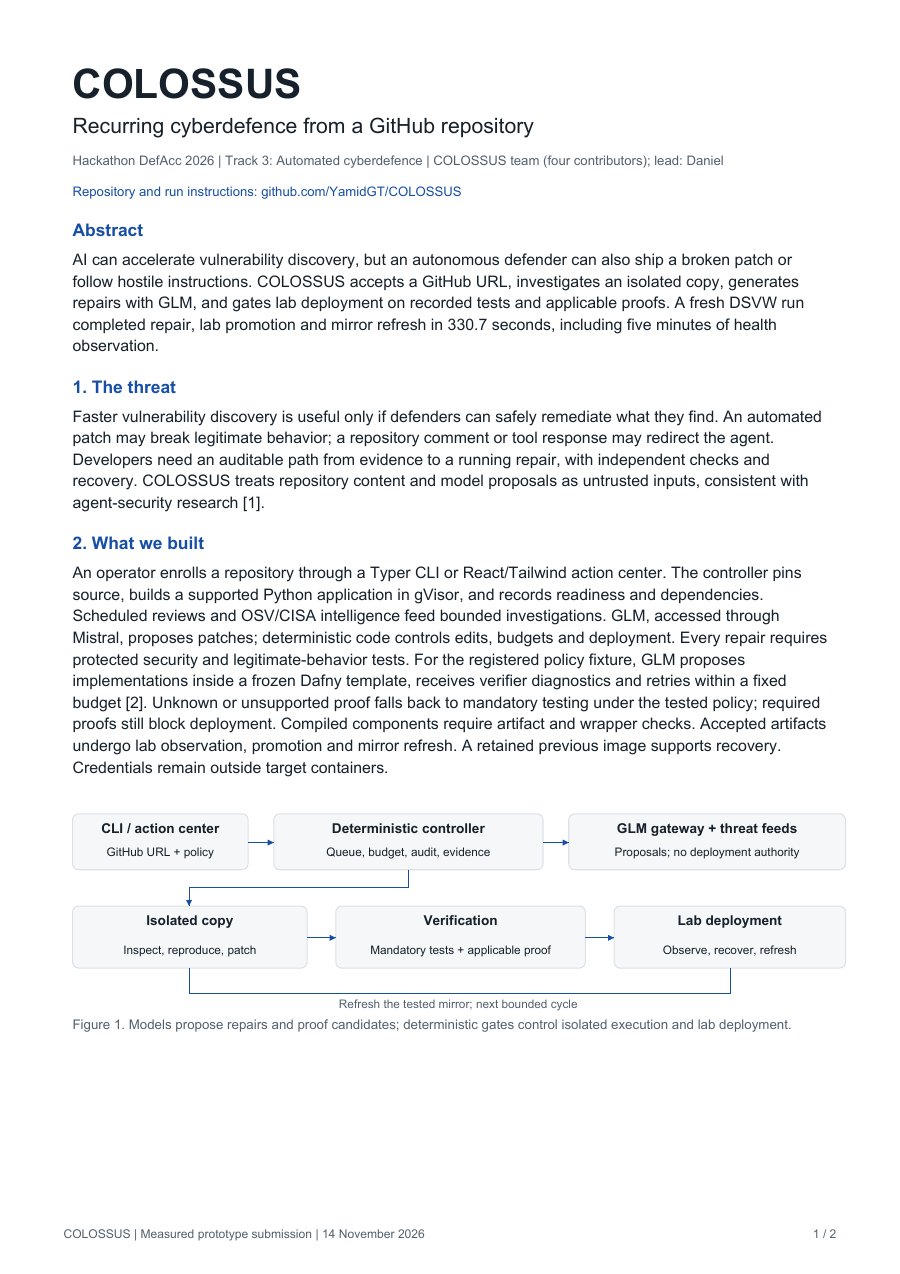 COLOSSUS
Recurring cyberdefence from a GitHub repository
Hackathon DefAcc 2026 | Track 3: Automated cyberdefence | COLOSSUS team (four contributors); lead: Daniel
Repository and run instructions: github.com/YamidGT/COLOSSUS
Abstract
AI can accelerate vulnerability discovery, but an autonomous defender can also ship a broken patch or
follow hostile instructions. COLOSSUS accepts a GitHub URL, investigates an isolated copy, generates
repairs with GLM, and gates lab deployment on recorded tests and applicable proofs. A fresh DSVW run
completed repair, lab promotion and mirror refresh in 330.7 seconds, including five minutes of health
observation.
1. The threat
Faster vulnerability discovery is useful only if defenders can safely remediate what they find. An automated
patch may break legitimate behavior; a repository comment or tool response may redirect the agent.
Developers need an auditable path from evidence to a running repair, with independent checks and
recovery. COLOSSUS treats repository content and model proposals as untrusted inputs, consistent with
agent-security research [1].
2. What we built
An operator enrolls a repository through a Typer CLI or React/Tailwind action center. The controller pins
source, builds a supported Python application in gVisor, and records readiness and dependencies.
Scheduled reviews and OSV/CISA intelligence feed bounded investigations. GLM, accessed through
Mistral, proposes patches; deterministic code controls edits, budgets and deployment. Every repair requires
protected security and legitimate-behavior tests. For the registered policy fixture, GLM proposes
implementations inside a frozen Dafny template, receives verifier diagnostics and retries within a fixed
budget [2]. Unknown or unsupported proof falls back to mandatory testing under the tested policy; required
proofs still block deployment. Compiled components require artifact and wrapper checks. Accepted artifacts
undergo lab observation, promotion and mirror refresh. A retained previous image supports recovery.
Credentials remain outside target containers.
CLI / action center
GitHub URL + policy
Deterministic controller
Queue, budget, audit, evidence
GLM gateway + threat feeds
Proposals; no deployment authority
Isolated copy
Inspect, reproduce, patch
Verification
Mandatory tests + applicable proof
Lab deployment
Observe, recover, refresh
Refresh the tested mirror; next bounded cycle
Figure 1. Models propose repairs and proof candidates; deterministic gates control isolated execution and lab deployment.
COLOSSUS | Measured prototype submission | 14 November 2026
1 / 2